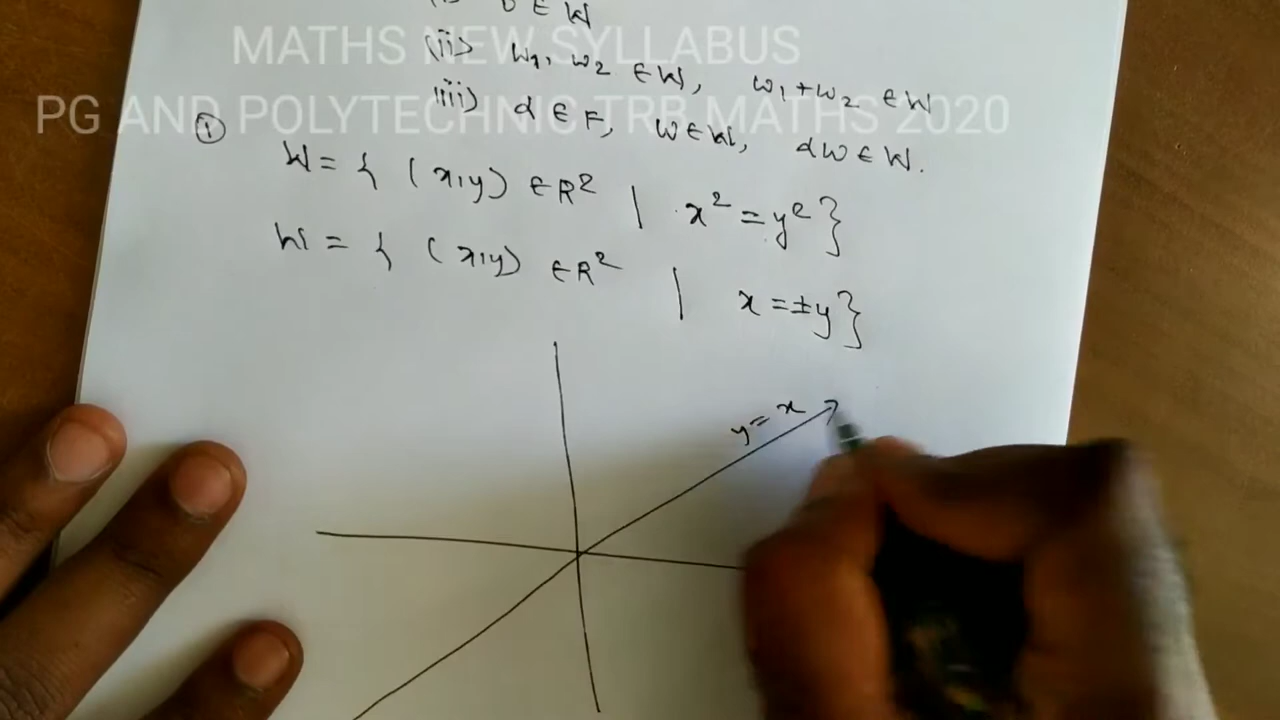 (i) 0 ∈ W
MATHS NEW SYLLABUS
(ii) w1, w2 ∈ W, w1+w2 ∈ W
PG AND POLYTECHNIC TRB MATHS 2020
(iii) α ∈ F, w ∈ W, αw ∈ W.
①
W = { (x,y) ∈ R² | x² = y² }
W = { (x,y) ∈ R² | x = ±y }
y = x